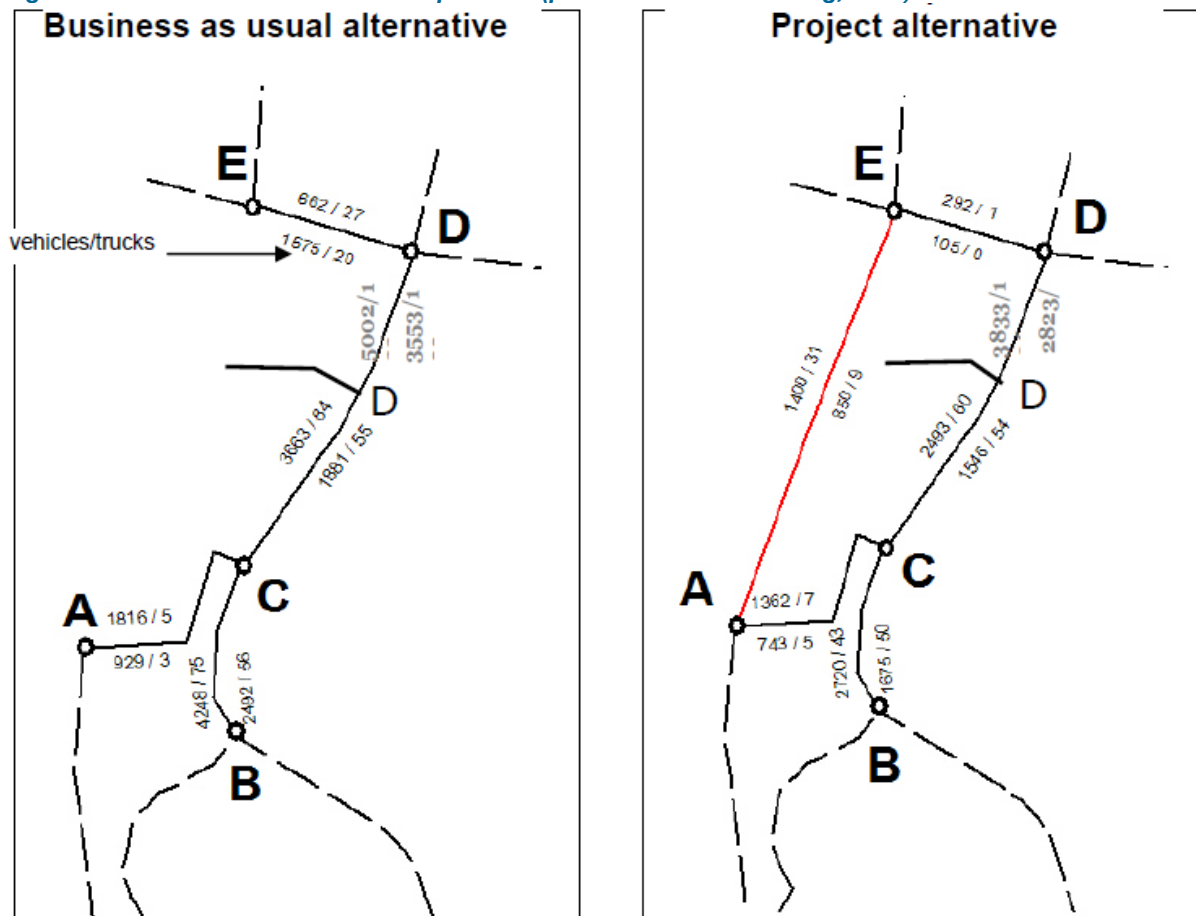 Business as usual alternative
E
662 / 27
D
vehicles/trucks
1675 / 20
5002/1
3553/1
D
3663 / 84
1881 / 55
C
A
1816 / 5
929 / 3
4248 / 75
2492 / 56
B
Project alternative
E
292 / 1
D
105 / 0
3833/1
2823/
1400 / 31
850 / 9
D
2493 / 60
1546 / 54
C
A
1362 / 7
743 / 5
2720 / 43
1675 / 50
B